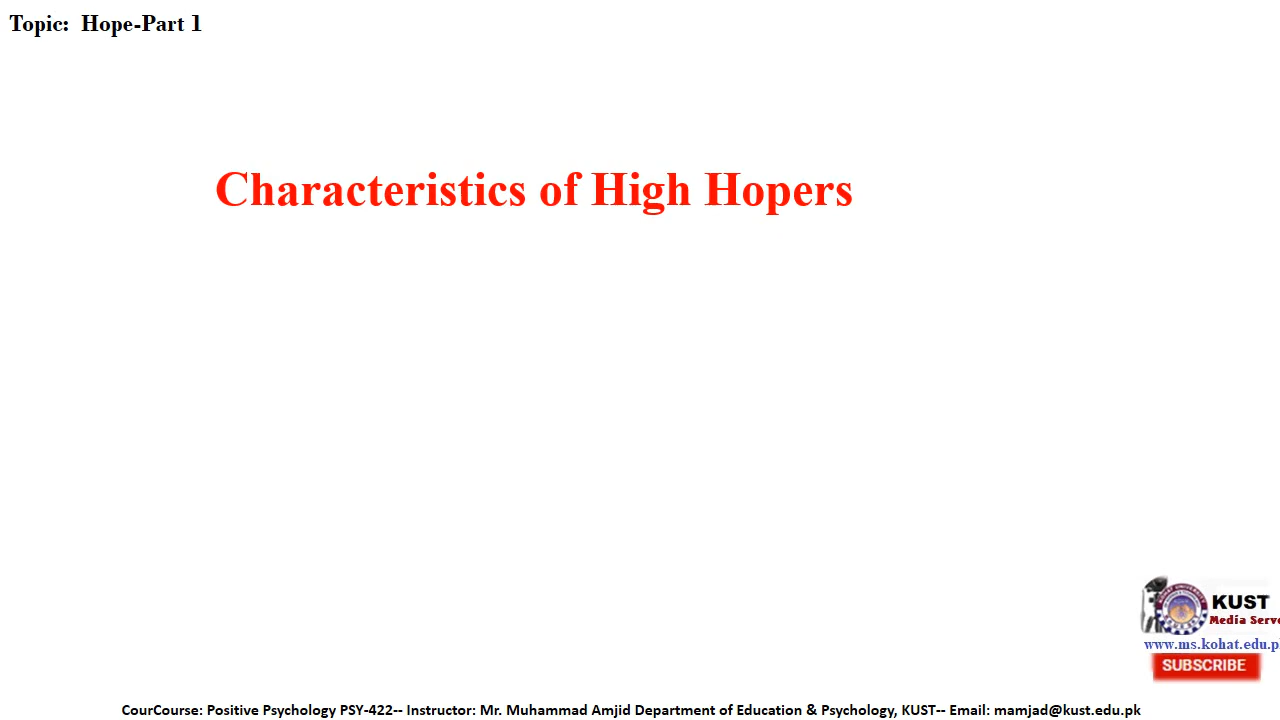 Topic: Hope-Part 1
Characteristics of High Hopers
KUST
Media Serve
www.ms.kohat.edu.p
SUBSCRIBE
CourCourse: Positive Psychology PSY-422-- Instructor: Mr. Muhammad Amjid Department of Education & Psychology, KUST-- Email: mamjad@kust.edu.pk